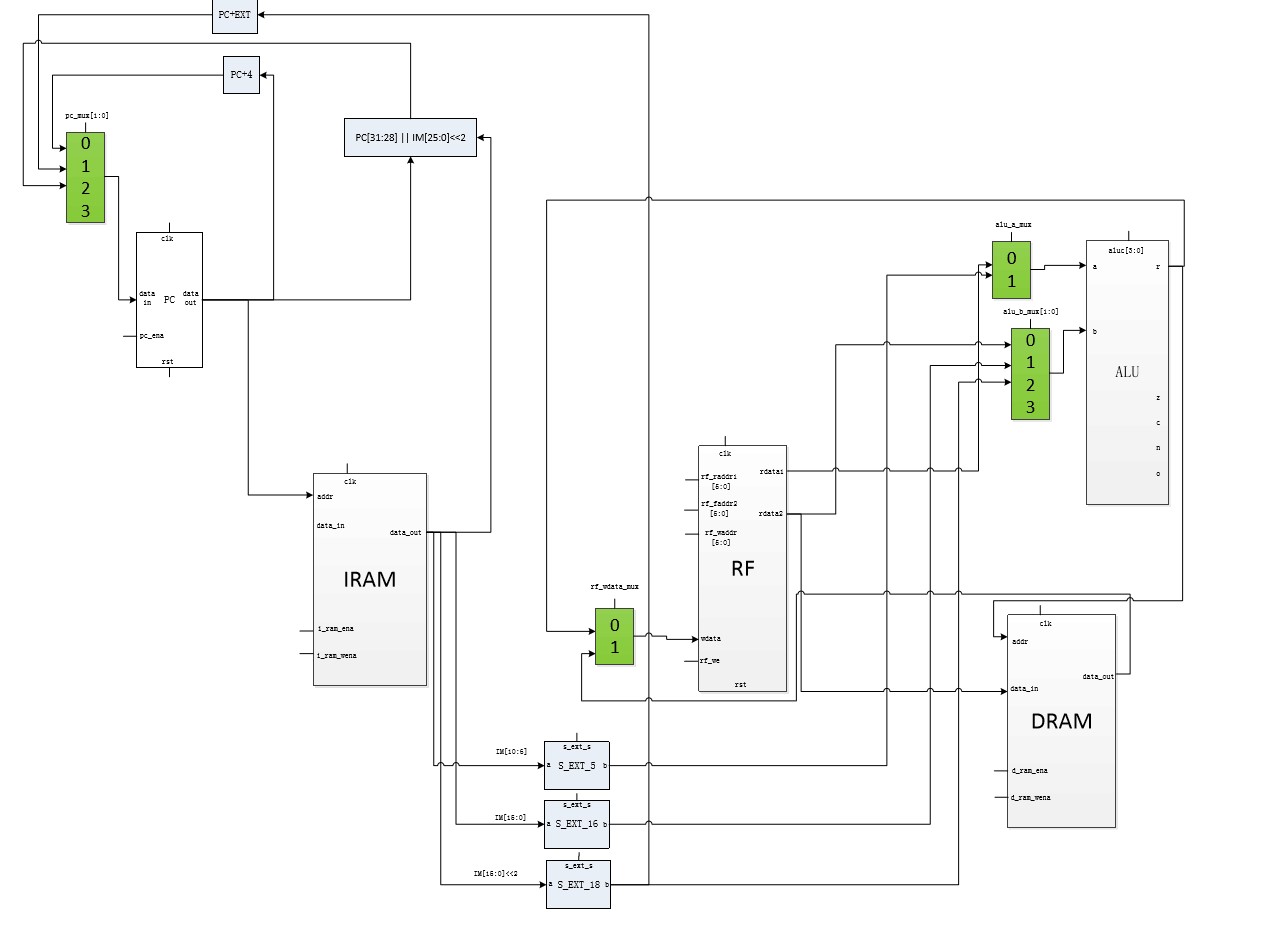 PC+EXT
PC+4
pc_mux[1:0]
0
1
2
3
PC[31:28] || IM[25:0]<<2
clk
data in
PC
data out
pc_ena
rst
clk
addr
data_in
data_out
IRAM
i_ram_ena
i_ram_wena
alu_a_mux
0
1
alu_b_mux[1:0]
0
1
2
3
aluc[3:0]
a
r
b
ALU
z
c
n
o
clk
rf_raddr1
[5:0]
rdata1
rf_faddr2
[5:0]
rdata2
rf_waddr
[5:0]
RF
wdata
rf_we
rst
rf_wdata_mux
0
1
clk
addr
data_out
data_in
DRAM
d_ram_ena
d_ram_wena
IM[10:6]
s_ext_s
a S_EXT_5 b
IM[15:0]
s_ext_s
a S_EXT_16 b
IM[15:0]<<2
s_ext_s
a S_EXT_18 b